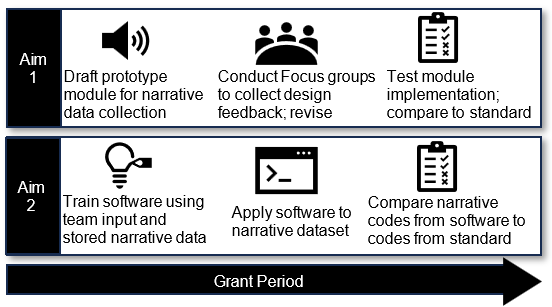 Aim
1
Draft prototype
module for narrative
data collection
Conduct Focus groups
to collect design
feedback; revise
Test module
implementation;
compare to standard
Aim
2
Train software using
team input and
stored narrative data
Apply software to
narrative dataset
Compare narrative
codes from software to
codes from standard
Grant Period